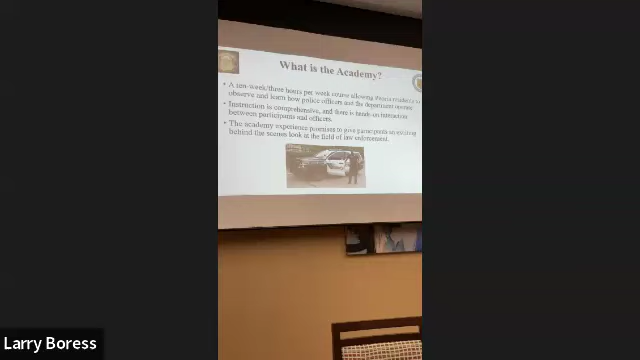 What is the Academy?
• A ten-week/three hours per week course allowing
observe and learn how police officers and the department
• Instruction is comprehensive, and there is hands-on interaction
between participants and officers.
• The academy experience promises to give participants an exciting
behind the scenes look at the field of law enforcement.
Larry Boress